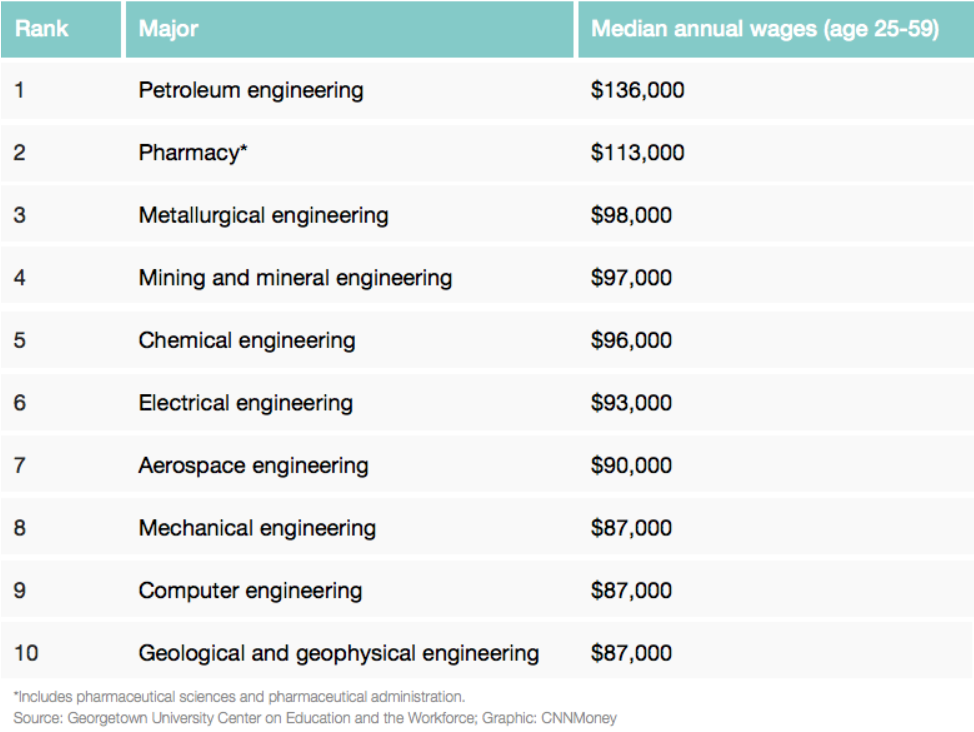 Rank Major Median annual wages (age 25-59)
1 Petroleum engineering $136,000
2 Pharmacy* $113,000
3 Metallurgical engineering $98,000
4 Mining and mineral engineering $97,000
5 Chemical engineering $96,000
6 Electrical engineering $93,000
7 Aerospace engineering $90,000
8 Mechanical engineering $87,000
9 Computer engineering $87,000
10 Geological and geophysical engineering $87,000
*Includes pharmaceutical sciences and pharmaceutical administration.
Source: Georgetown University Center on Education and the Workforce; Graphic: CNNMoney